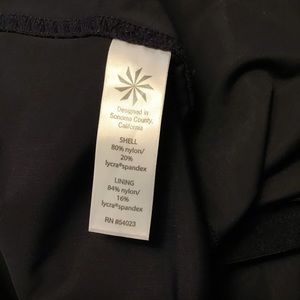 Designed in
Sonoma County,
California
SHELL
80% nylon/
20%
lycra®spandex
LINING
84% nylon/
16%
lycra®spandex
RN #54023